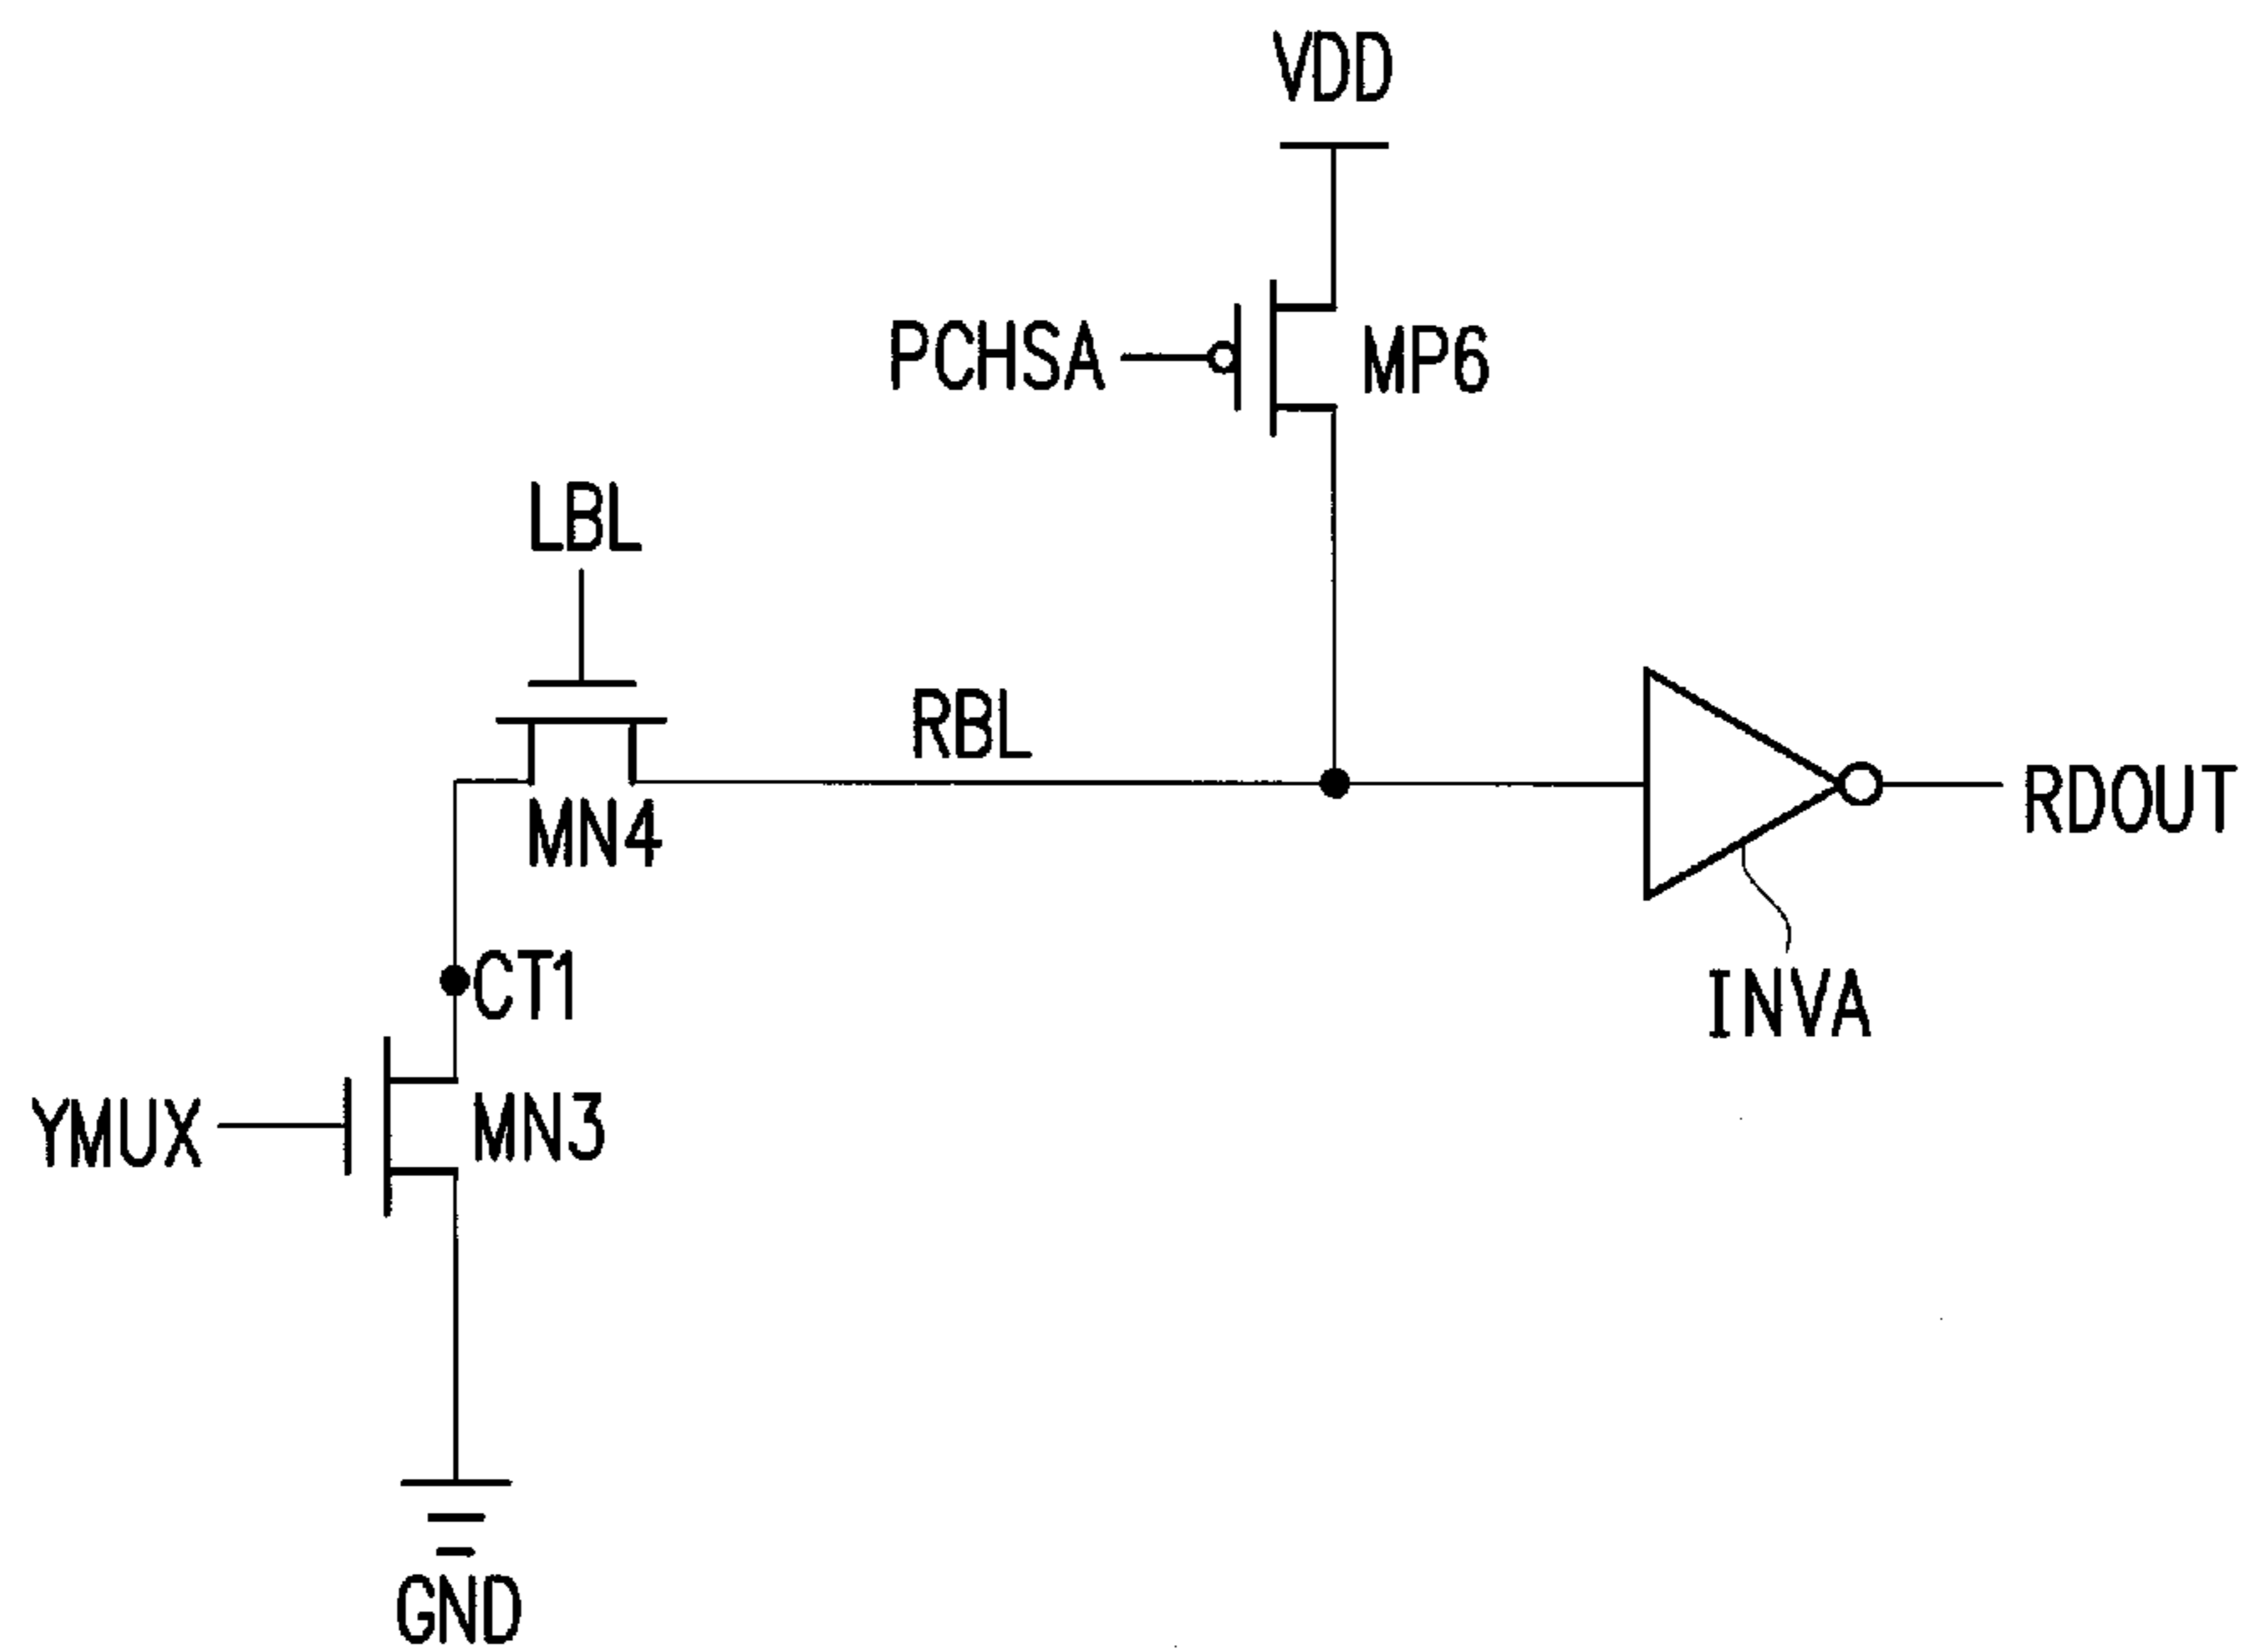 VDD
PCHSA
MP6
LBL
RBL
RDOUT
MN4
CT1
INVA
YMUX
MN3
GND